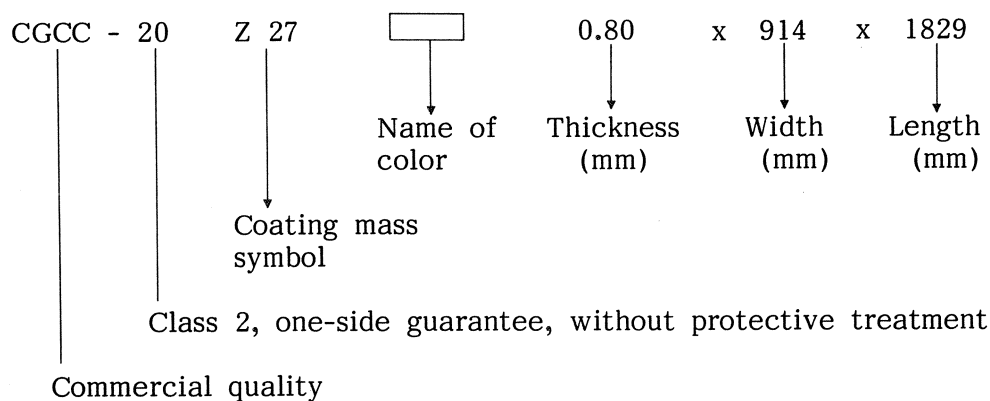 CGCC - 20 Z 27 0.80 x 914 x 1829
Name of color
Thickness (mm)
Width (mm)
Length (mm)
Coating mass symbol
Class 2, one-side guarantee, without protective treatment
Commercial quality